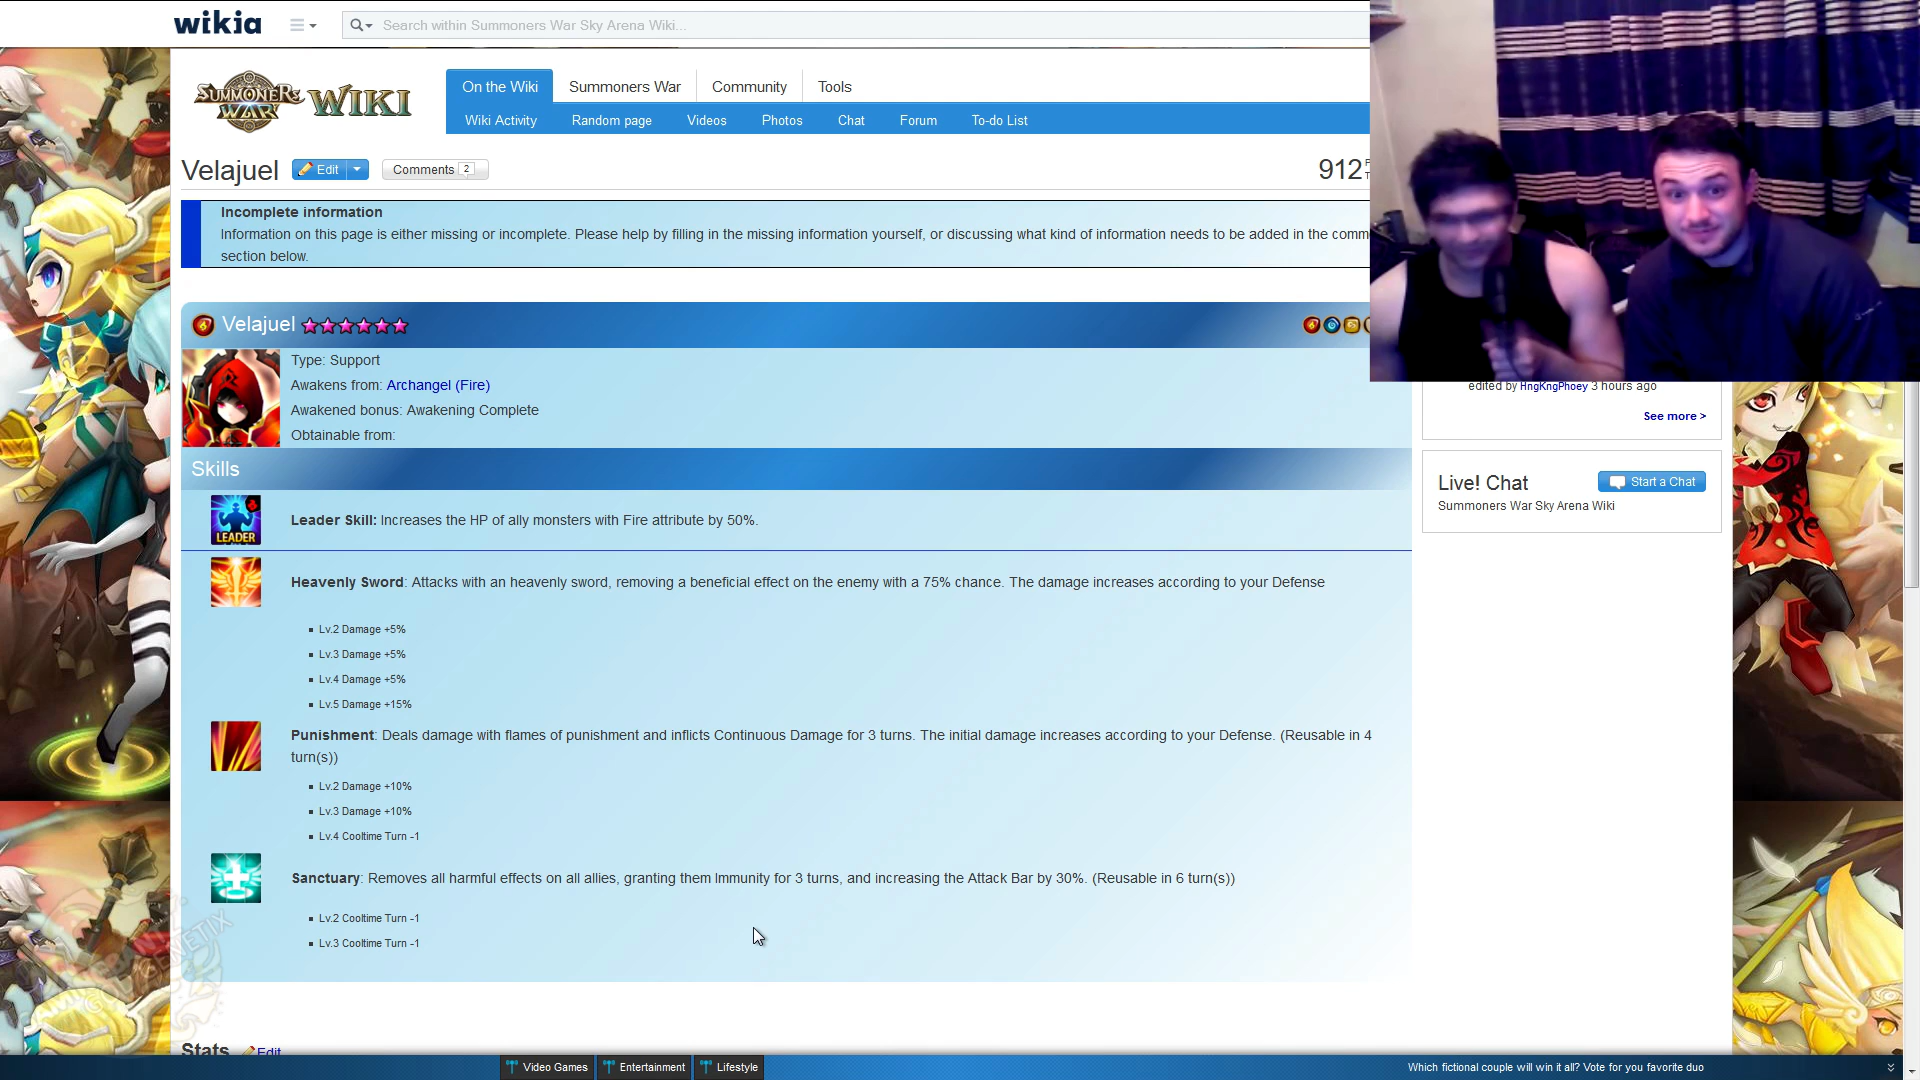 wikia
Search within Summoners War Sky Arena Wiki...
SUMMONERS WAR WIKI
On the Wiki
Summoners War
Community
Tools
Wiki Activity
Random page
Videos
Photos
Chat
Forum
To-do List
Velajuel
Edit
Comments 2
912
Incomplete information
Information on this page is either missing or incomplete. Please help by filling in the missing information yourself, or discussing what kind of information needs to be added in the comm
section below.
Velajuel
Type: Support
Awakens from: Archangel (Fire)
Awakened bonus: Awakening Complete
Obtainable from:
edited by HngKngPhoey 3 hours ago
See more >
Live! Chat
Start a Chat
Summoners War Sky Arena Wiki
Skills
LEADER
Leader Skill: Increases the HP of ally monsters with Fire attribute by 50%.
Heavenly Sword: Attacks with an heavenly sword, removing a beneficial effect on the enemy with a 75% chance. The damage increases according to your Defense
Lv.2 Damage +5%
Lv.3 Damage +5%
Lv.4 Damage +5%
Lv.5 Damage +15%
Punishment: Deals damage with flames of punishment and inflicts Continuous Damage for 3 turns. The initial damage increases according to your Defense. (Reusable in 4
turn(s))
Lv.2 Damage +10%
Lv.3 Damage +10%
Lv.4 Cooltime Turn -1
Sanctuary: Removes all harmful effects on all allies, granting them Immunity for 3 turns, and increasing the Attack Bar by 30%. (Reusable in 6 turn(s))
Lv.2 Cooltime Turn -1
Lv.3 Cooltime Turn -1
Stats
Edit
Video Games
Entertainment
Lifestyle
Which fictional couple will win it all? Vote for you favorite duo